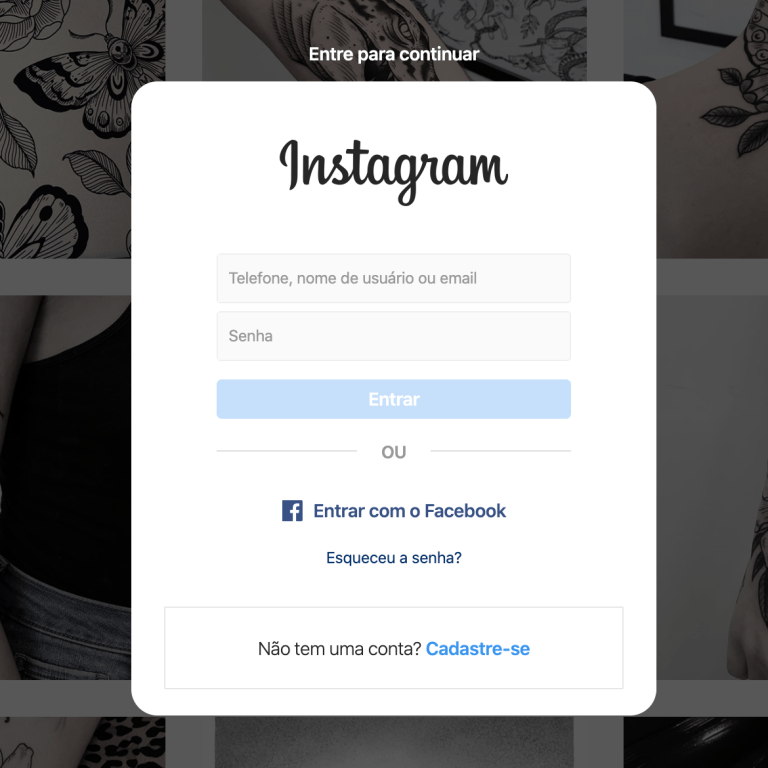 Entre para continuar
Instagram
Telefone, nome de usuário ou email
Senha
Entrar
OU
Entrar com o Facebook
Esqueceu a senha?
Não tem uma conta? Cadastre-se